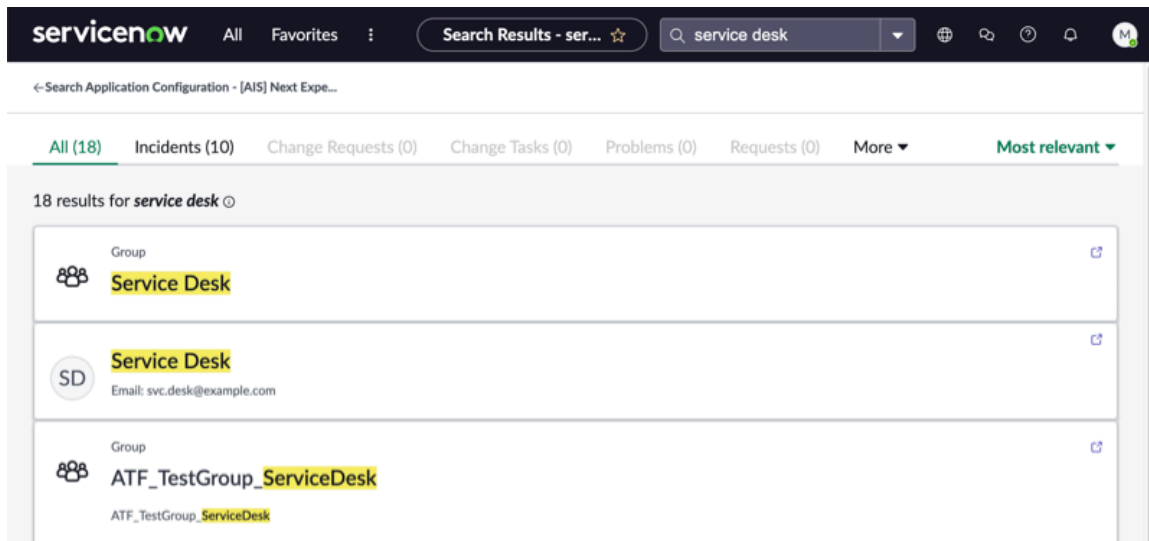 servicenow All Favorites Search Results - ser... service desk M
Search Application Configuration - [AIS] Next Expe...
All (18) Incidents (10) Change Requests (0) Change Tasks (0) Problems (0) Requests (0) More Most relevant
18 results for service desk
Group
Service Desk
SD
Service Desk
Email: svc.desk@example.com
Group
ATF_TestGroup_ServiceDesk
ATF_TestGroup_ServiceDesk